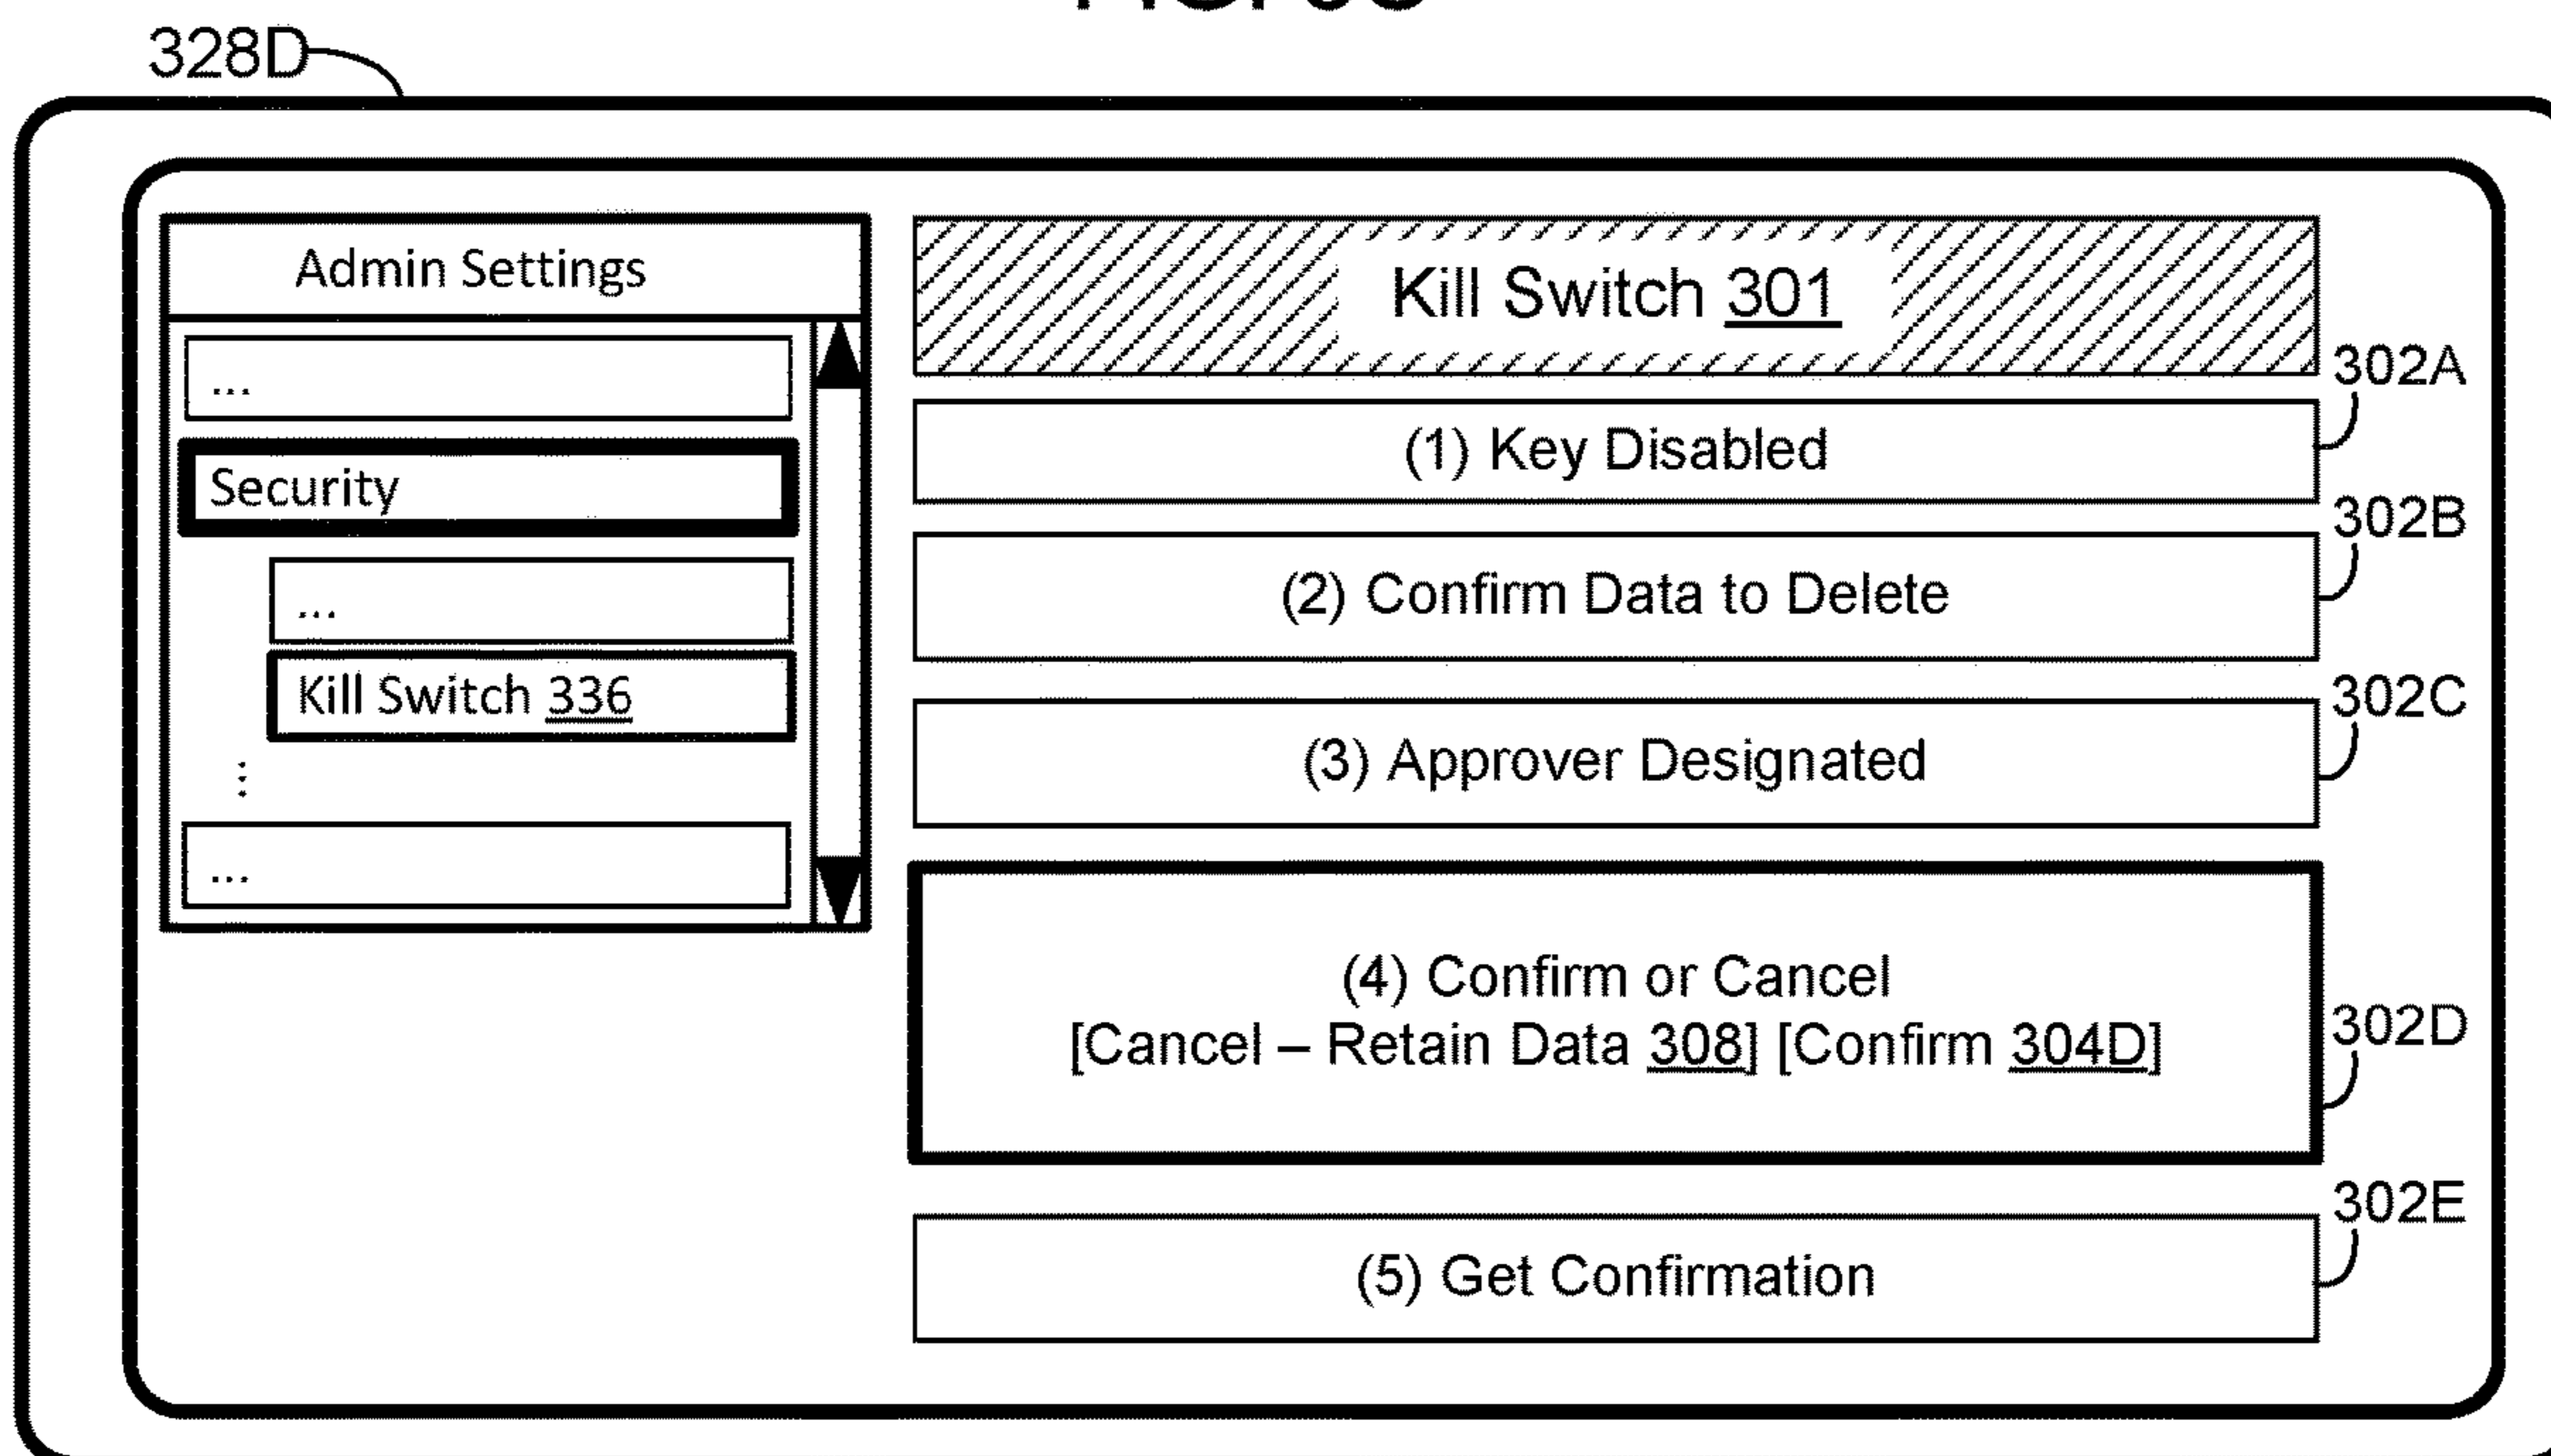 328D
Admin Settings
...
Security
...
Kill Switch 336
...
Kill Switch 301
302A
(1) Key Disabled
302B
(2) Confirm Data to Delete
302C
(3) Approver Designated
(4) Confirm or Cancel
[Cancel – Retain Data 308] [Confirm 304D]
302D
302E
(5) Get Confirmation